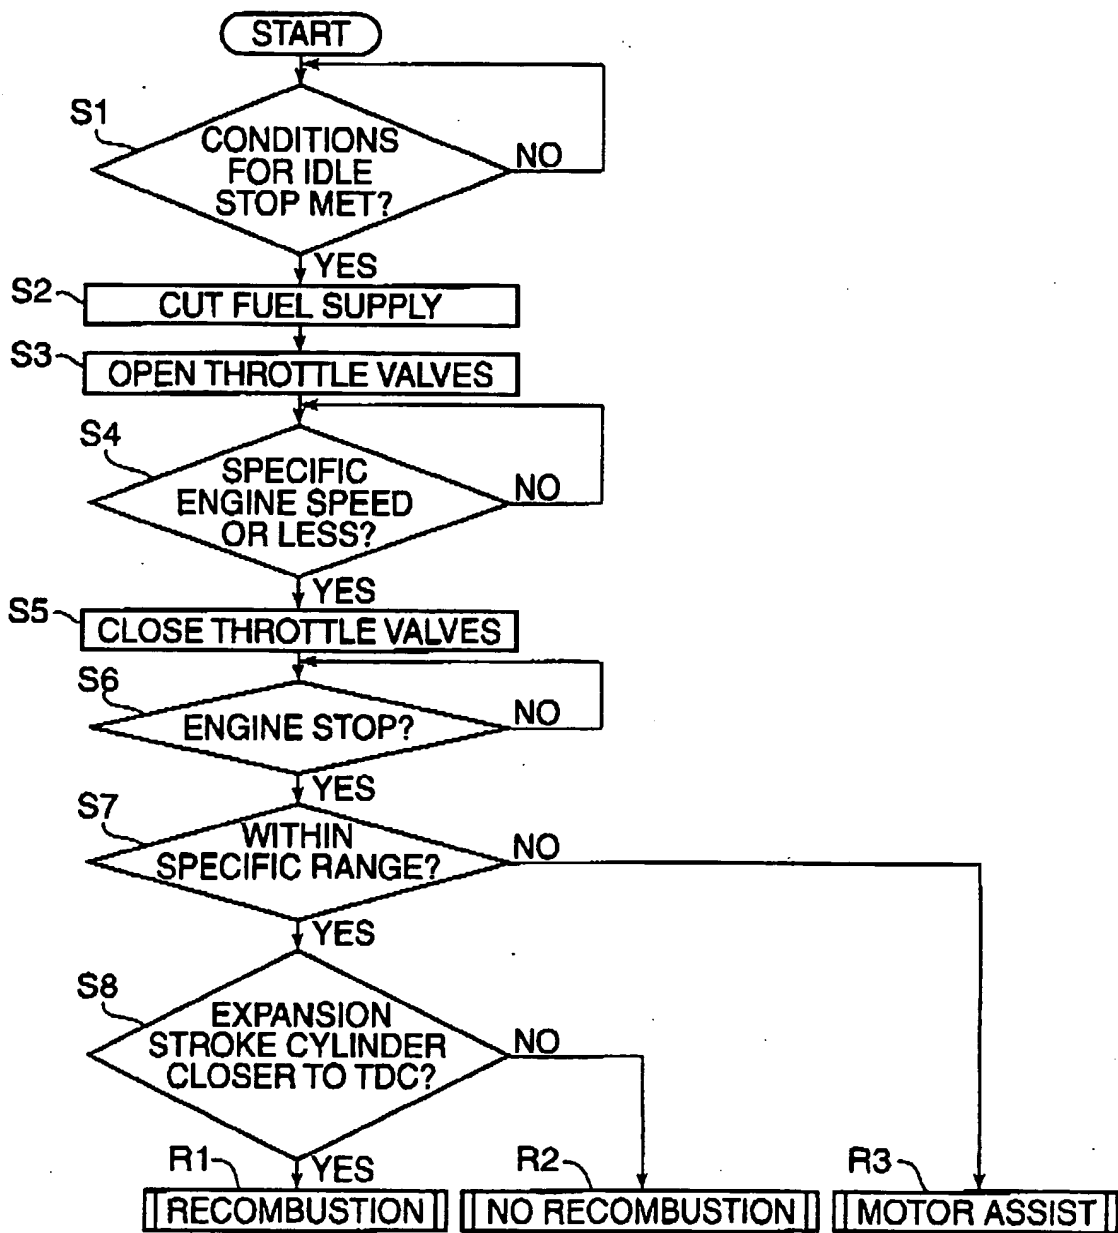 START
S1
CONDITIONS
FOR IDLE
STOP MET?
NO
YES
S2
CUT FUEL SUPPLY
S3
OPEN THROTTLE VALVES
S4
SPECIFIC
ENGINE SPEED
OR LESS?
NO
YES
S5
CLOSE THROTTLE VALVES
S6
ENGINE STOP?
NO
YES
S7
WITHIN
SPECIFIC RANGE?
NO
YES
S8
EXPANSION
STROKE CYLINDER
CLOSER TO TDC?
NO
YES
R1
RECOMBUSTION
R2
NO RECOMBUSTION
R3
MOTOR ASSIST